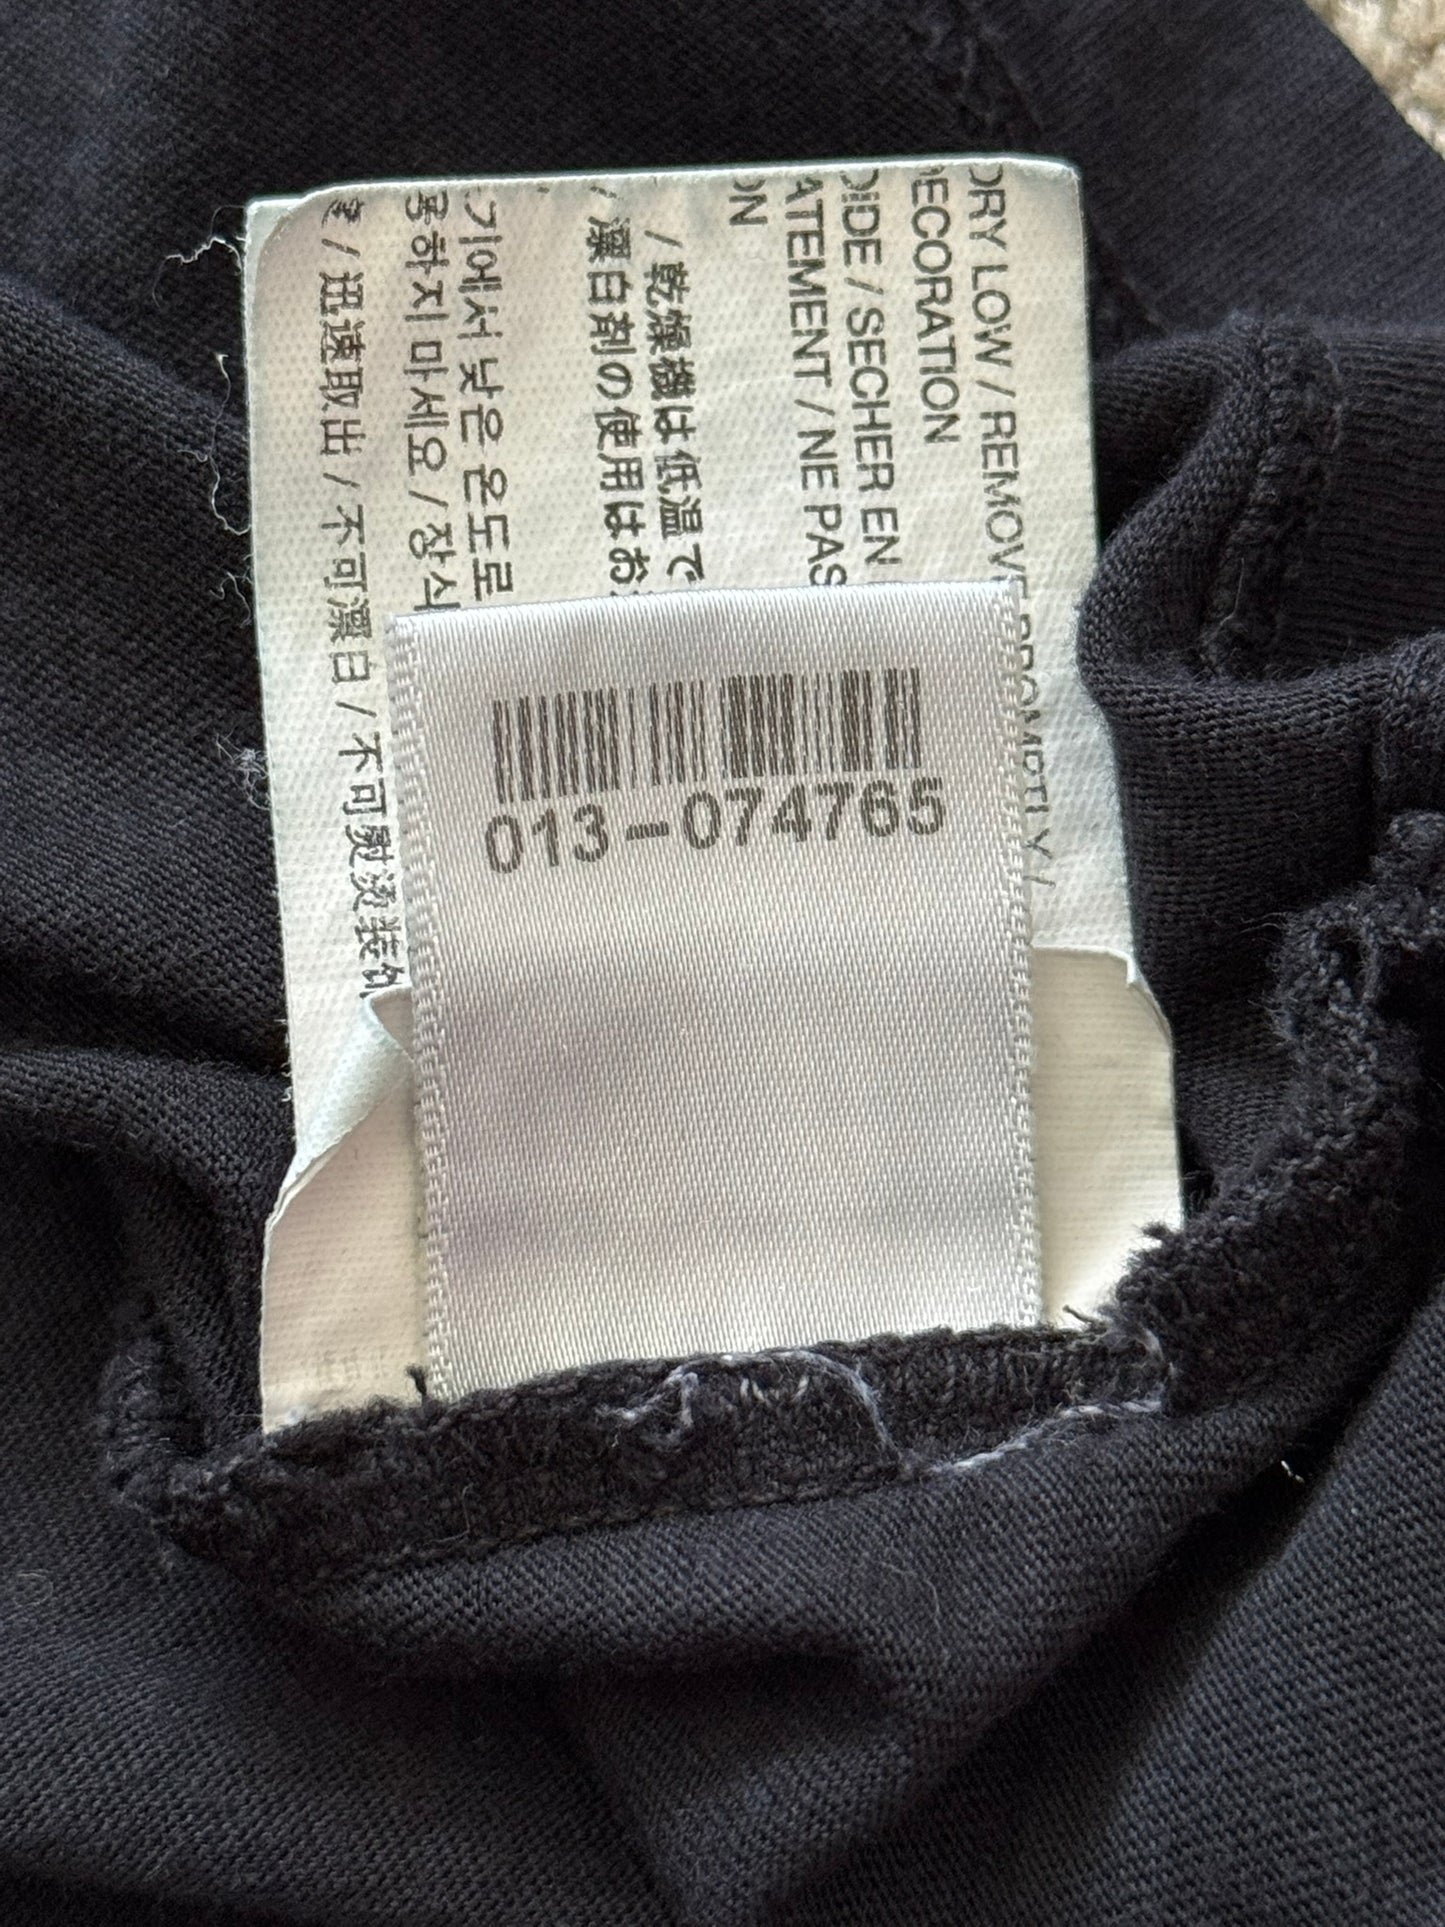 013-074765
DRY LOW / REMOVE PROMPTLY /
DECORATION
/ SECHER EN
/ NE PAS
ON
/ 乾燥機は低温で
/ 漂白剤の使用はお
기에서 낮은 온도로
용하지 마세요 / 장식
/ 迅速取出 / 不可漂白 / 不可熨烫装饰